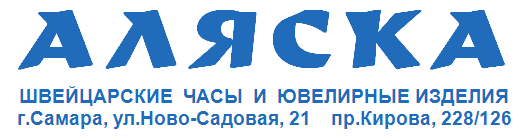 АЛЯСКА
ШВЕЙЦАРСКИЕ ЧАСЫ И ЮВЕЛИРНЫЕ ИЗДЕЛИЯ
г.Самара, ул.Ново-Садовая, 21 пр.Кирова, 228/126